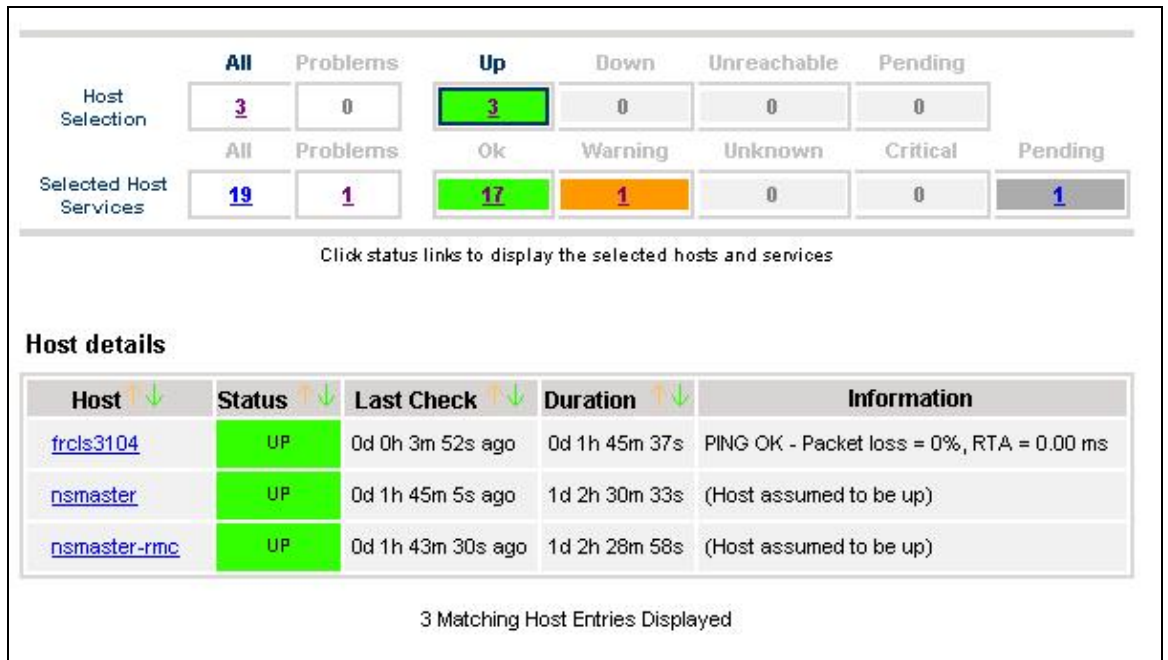 All Problems Up Down Unreachable Pending
Host Selection 3 0 3 0 0 0
All Problems Ok Warning Unknown Critical Pending
Selected Host Services 19 1 17 1 0 0 1
Click status links to display the selected hosts and services
Host details
Host Status Last Check Duration Information
frcls3104 UP 0d 0h 3m 52s ago 0d 1h 45m 37s PING OK - Packet loss = 0%, RTA = 0.00 ms
nsmaster UP 0d 1h 45m 5s ago 1d 2h 30m 33s (Host assumed to be up)
nsmaster-rmc UP 0d 1h 43m 30s ago 1d 2h 28m 58s (Host assumed to be up)
3 Matching Host Entries Displayed